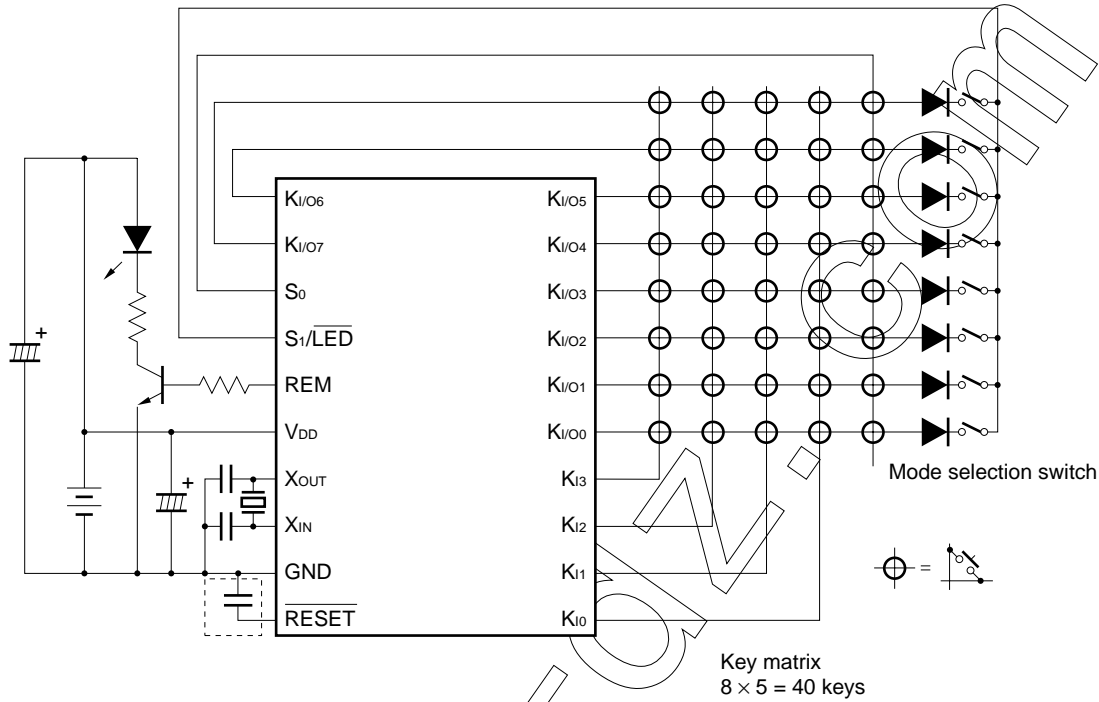 KI/O6
KI/O7
S0
S1/LED
REM
VDD
XOUT
XIN
GND
RESET
KI/O5
KI/O4
KI/O3
KI/O2
KI/O1
KI/O0
KI3
KI2
KI1
KI0
+
+
Mode selection switch
=
Key matrix
8 × 5 = 40 keys